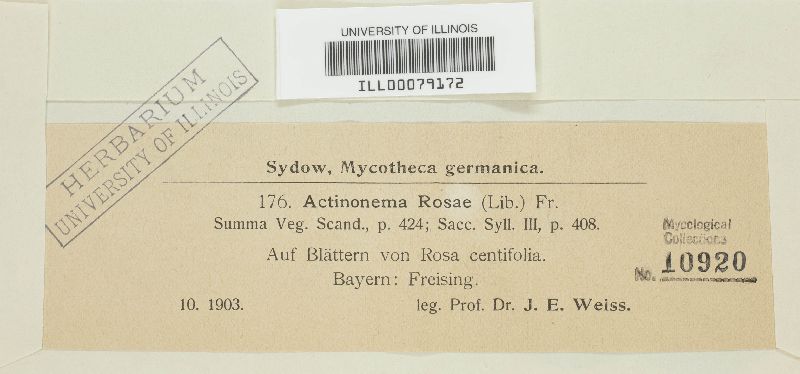 UNIVERSITY OF ILLINOIS
ILL00079172
HERBARIUM
UNIVERSITY OF ILLINOIS
Sydow, Mycotheca germanica.
176. Actinonema Rosae (Lib.) Fr.
Summa Veg. Scand., p. 424; Sacc. Syll. III, p. 408.
Auf Blättern von Rosa centifolia.
Bayern: Freising.
10. 1903. leg. Prof. Dr. J. E. Weiss.
Mycological
Collections
No. 10920